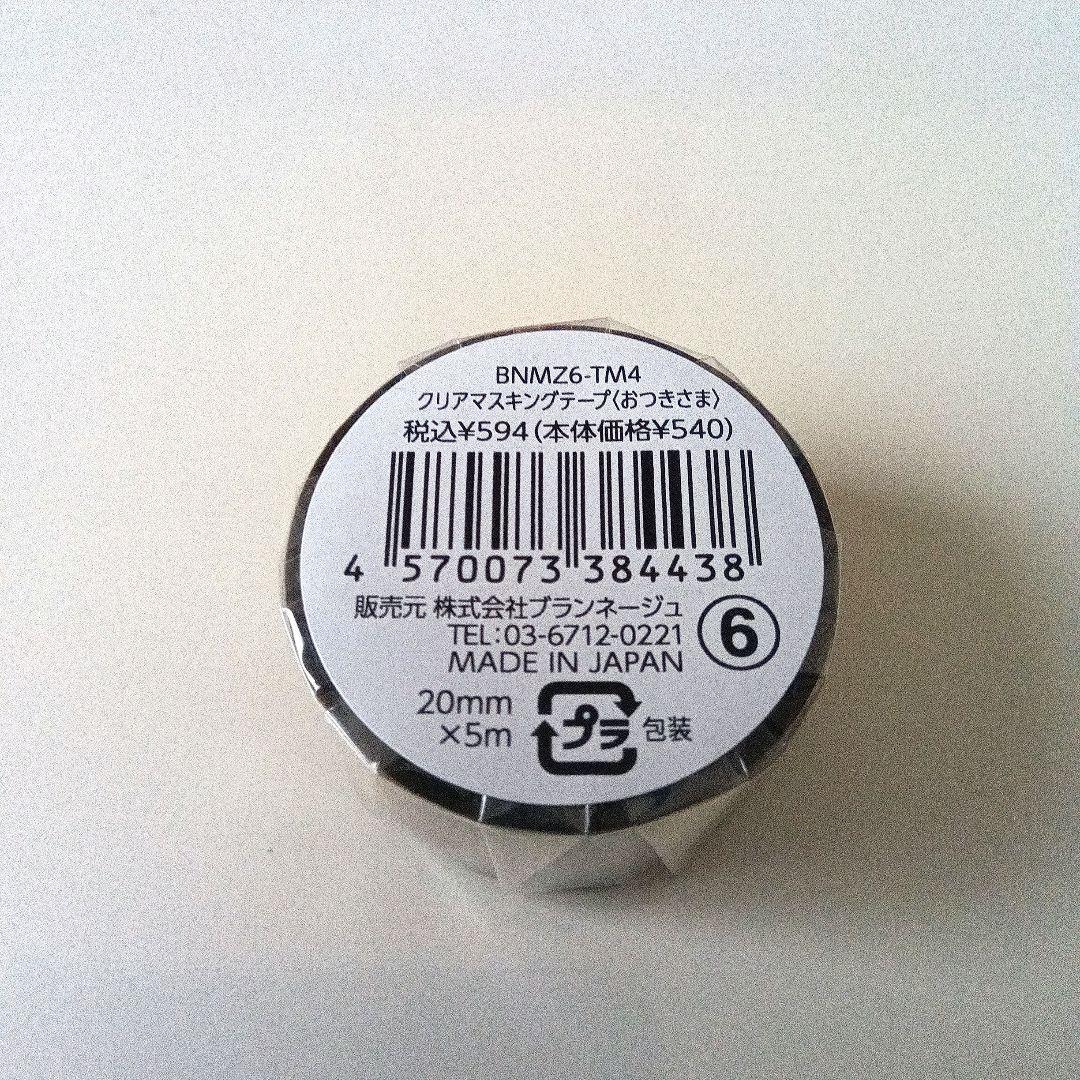 BNMZ6-TM4
クリアマスキングテープ〈おつきさま〉
税込¥594(本体価格¥540)
4 570073 384438
販売元 株式会社ブランネージュ
TEL:03-6712-0221
MADE IN JAPAN
6
20mm
×5m
プラ
包装